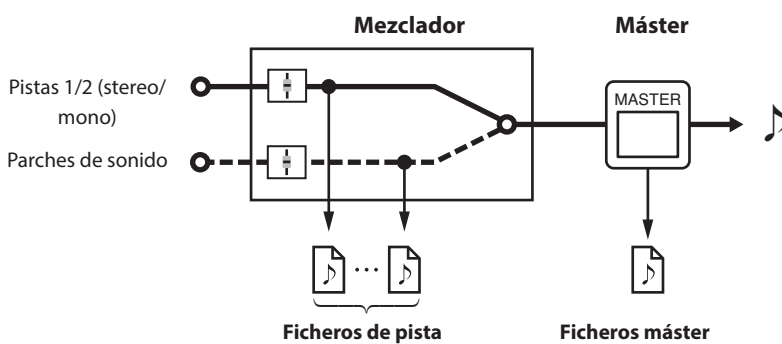 Mezclador
Máster
Pistas 1/2 (stereo/
mono)
MASTER
Parches de sonido
...
Ficheros de pista
Ficheros máster